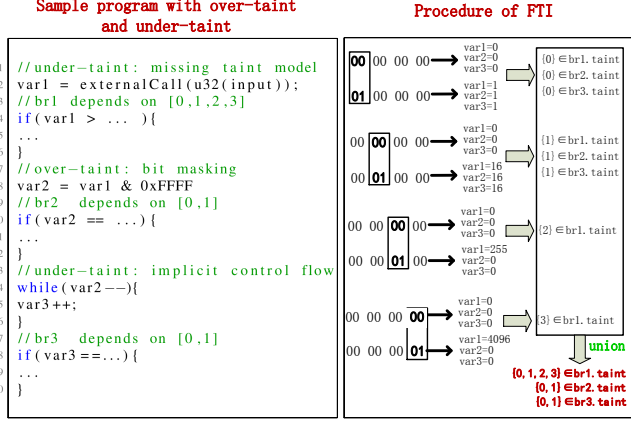 Sample program with over-taint
and under-taint
//under-taint: missing taint model
var1 = externalCall(u32(input));
//br1 depends on [0,1,2,3]
if(var1 > ... ){
...
}
//over-taint: bit masking
var2 = var1 & 0xFFFF
//br2 depends on [0,1]
if(var2 == ...){
...
}
//under-taint: implicit control flow
while(var2--){
var3++;
}
//br3 depends on [0,1]
if(var3==...){
...
}
Procedure of FTI
00 00 00 00
var1=0
var2=0
var3=0
01 00 00 00
var1=1
var2=1
var3=1
{0}∈br1.taint
{0}∈br2.taint
{0}∈br3.taint
00 00 00 00
var1=0
var2=0
var3=0
00 01 00 00
var1=16
var2=16
var3=16
{1}∈br1.taint
{1}∈br2.taint
{1}∈br3.taint
00 00 00 00
var1=0
var2=0
var3=0
00 00 01 00
var1=255
var2=0
var3=0
{2}∈br1.taint
00 00 00 00
var1=0
var2=0
var3=0
00 00 00 01
var1=4096
var2=0
var3=0
{3}∈br1.taint
union
{0, 1, 2, 3}∈br1.taint
{0, 1}∈br2.taint
{0, 1}∈br3.taint